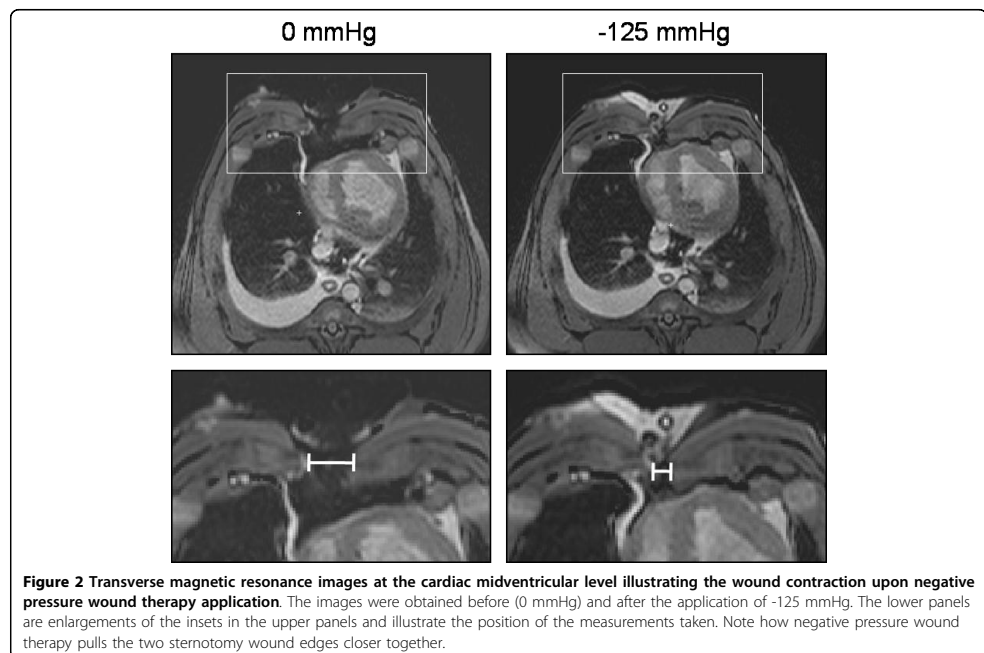 0 mmHg
-125 mmHg
Figure 2 Transverse magnetic resonance images at the cardiac midventricular level illustrating the wound contraction upon negative
pressure wound therapy application. The images were obtained before (0 mmHg) and after the application of -125 mmHg. The lower panels
are enlargements of the insets in the upper panels and illustrate the position of the measurements taken. Note how negative pressure wound
therapy pulls the two sternotomy wound edges closer together.